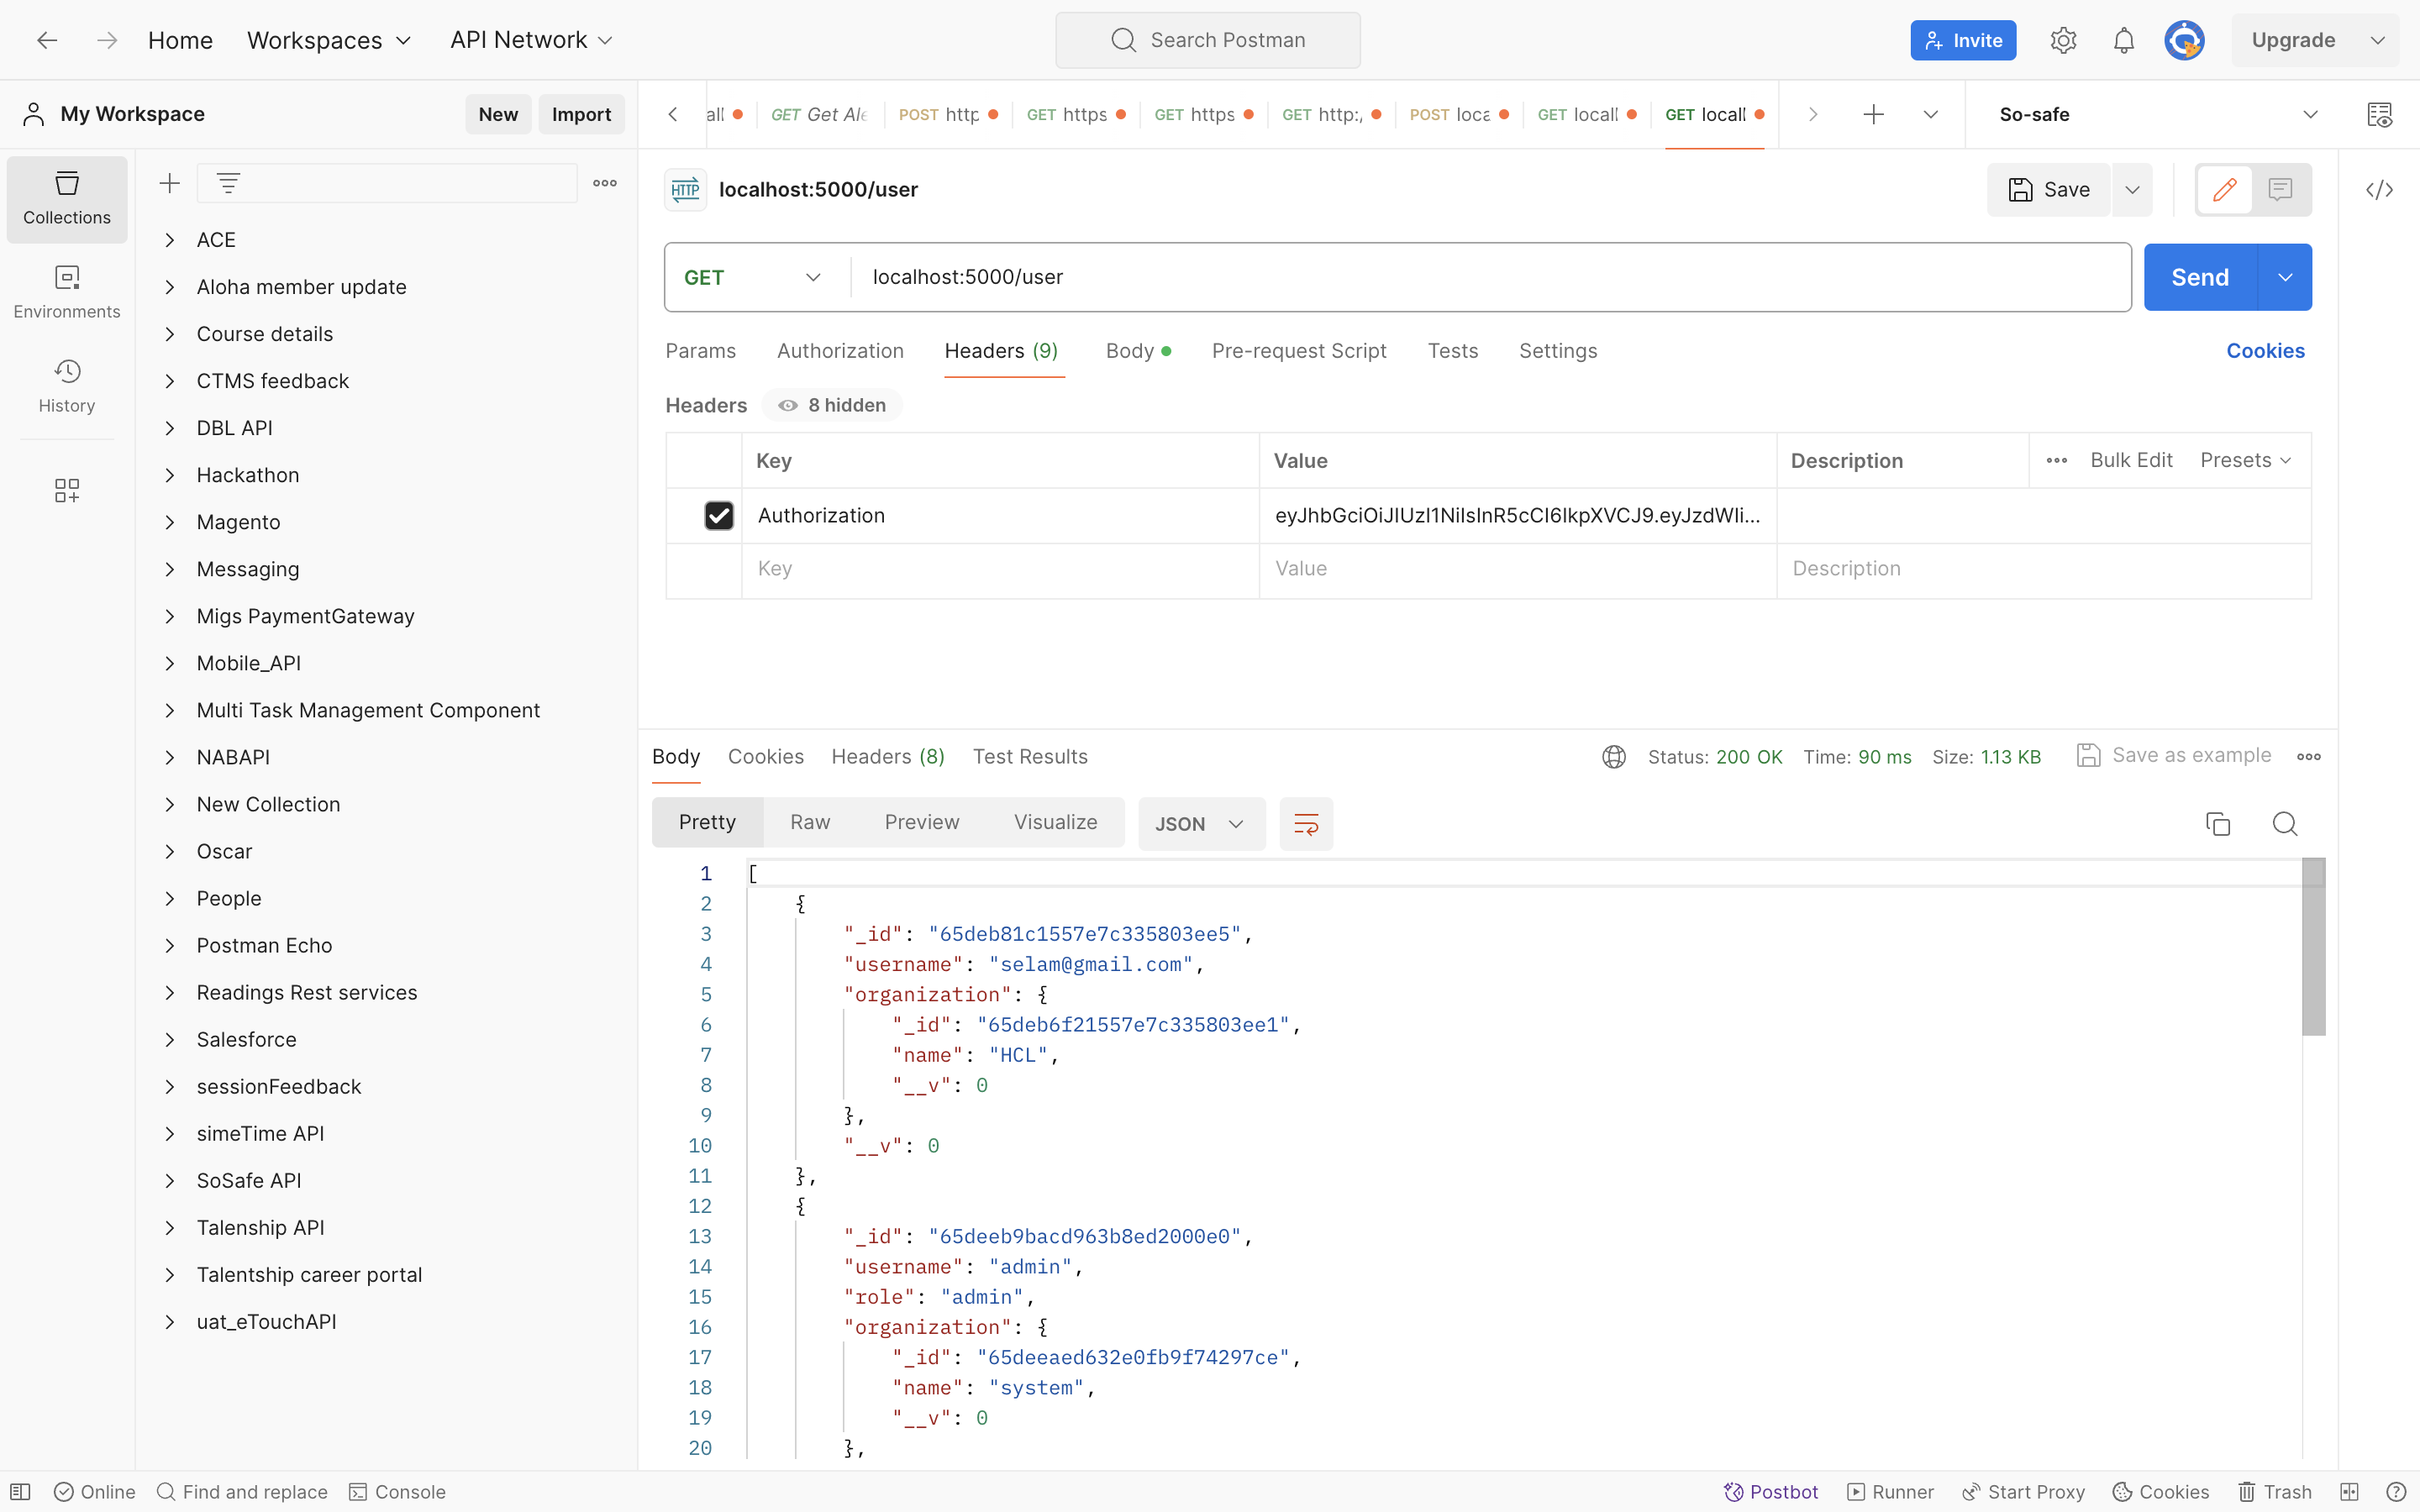 Home Workspaces API Network Search Postman Invite Upgrade
My Workspace New Import
GET Get Ale POST http GET https GET https GET http:/ POST loca GET locall GET locall So-safe
Collections
Environments
History
ACE
Aloha member update
Course details
CTMS feedback
DBL API
Hackathon
Magento
Messaging
Migs PaymentGateway
Mobile_API
Multi Task Management Component
NABAPI
New Collection
Oscar
People
Postman Echo
Readings Rest services
Salesforce
sessionFeedback
simeTime API
SoSafe API
Talenship API
Talentship career portal
uat_eTouchAPI
HTTP localhost:5000/user Save
GET localhost:5000/user Send
Params Authorization Headers (9) Body Pre-request Script Tests Settings Cookies
Headers 8 hidden
Key Value Description Bulk Edit Presets
Authorization eyJhbGciOiJIUzI1NiIsInR5cCI6IkpXVCJ9.eyJzdWIi...
Key Value Description
Body Cookies Headers (8) Test Results Status: 200 OK Time: 90 ms Size: 1.13 KB Save as example
Pretty Raw Preview Visualize JSON
1 [
2 {
3 "_id": "65deb81c1557e7c335803ee5",
4 "username": "selam@gmail.com",
5 "organization": {
6 "_id": "65deb6f21557e7c335803ee1",
7 "name": "HCL",
8 "__v": 0
9 },
10 "__v": 0
11 },
12 {
13 "_id": "65deeb9bacd963b8ed2000e0",
14 "username": "admin",
15 "role": "admin",
16 "organization": {
17 "_id": "65deeaed632e0fb9f74297ce",
18 "name": "system",
19 "__v": 0
20 },
Online Find and replace Console Postbot Runner Start Proxy Cookies Trash